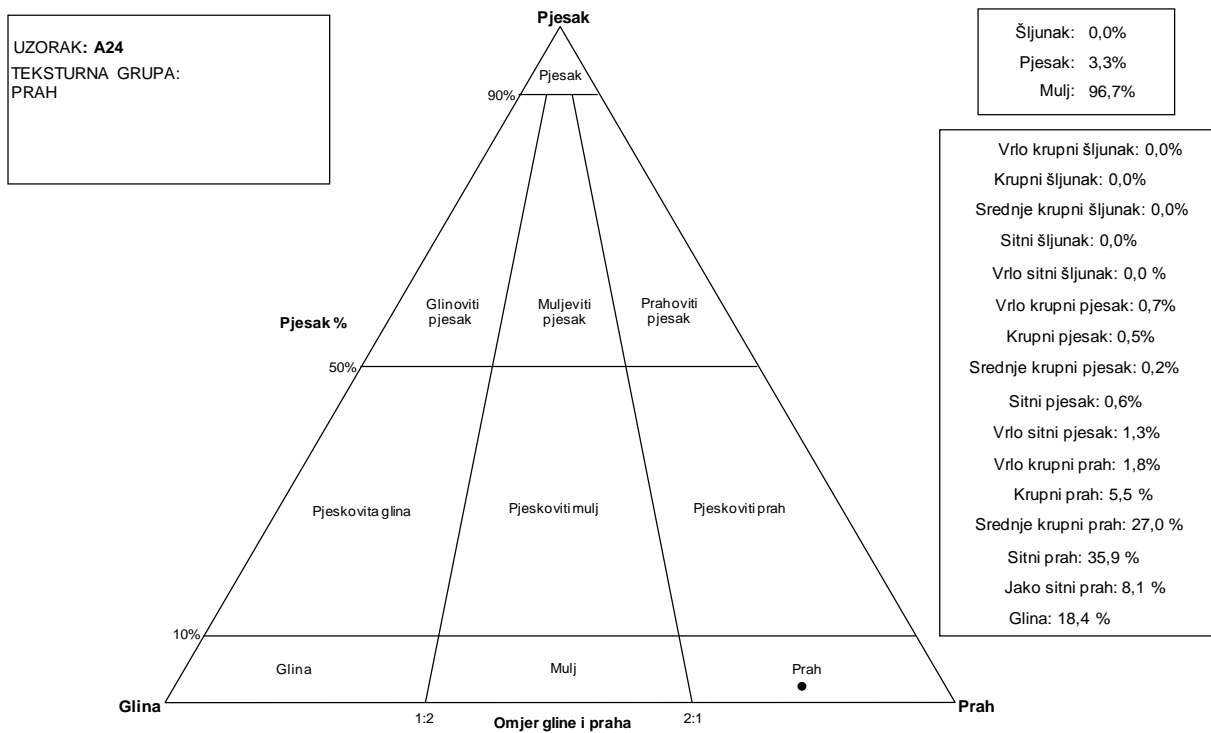 UZORAK: A24
TEKSTURNA GRUPA:
PRAH
Pjesak
Pjesak
90%
Glinoviti
pjesak
Muljeviti
pjesak
Prahoviti
pjesak
Pjesak %
50%
Pjeskovita glina
Pjeskoviti mulj
Pjeskoviti prah
10%
Glina
Mulj
Prah
Glina
Prah
1:2
Omjer gline i praha
2:1
Šljunak: 0,0%
Pjesak: 3,3%
Mulj: 96,7%
Vrlo krupni šljunak: 0,0%
Krupni šljunak: 0,0%
Srednje krupni šljunak: 0,0%
Sitni šljunak: 0,0%
Vrlo sitni šljunak: 0,0 %
Vrlo krupni pjesak: 0,7%
Krupni pjesak: 0,5%
Srednje krupni pjesak: 0,2%
Sitni pjesak: 0,6%
Vrlo sitni pjesak: 1,3%
Vrlo krupni prah: 1,8%
Krupni prah: 5,5 %
Srednje krupni prah: 27,0 %
Sitni prah: 35,9 %
Jako sitni prah: 8,1 %
Glina: 18,4 %